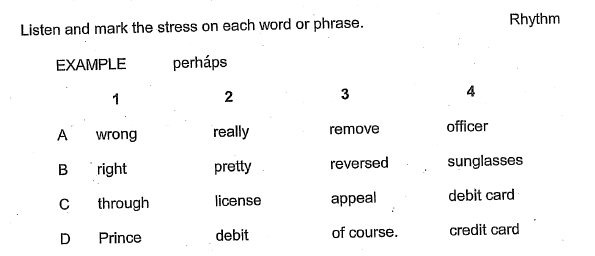 Rhythm
Listen and mark the stress on each word or phrase.
EXAMPLE perháps
1 2 3 4
A wrong really remove officer
B right pretty reversed sunglasses
C through license appeal debit card
D Prince debit of course. credit card